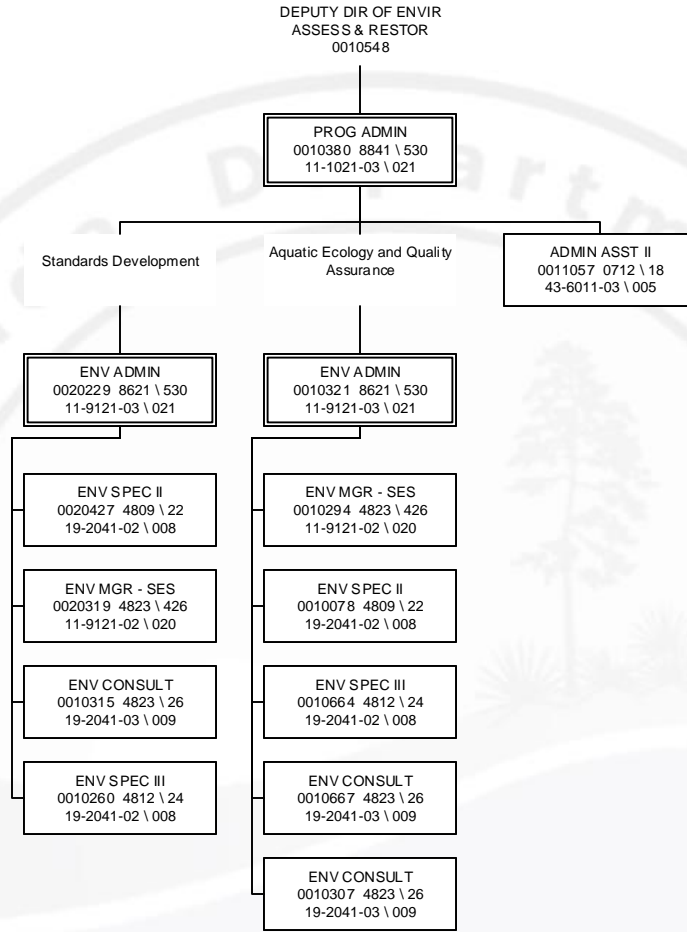 DEPUTY DIR OF ENVIR
ASSESS & RESTOR
0010548
PROG ADMIN
0010380 8841 \ 530
11-1021-03 \ 021
Standards Development
Aquatic Ecology and Quality
Assurance
ADMIN ASST II
0011057 0712 \ 18
43-6011-03 \ 005
ENV ADMIN
0020229 8621 \ 530
11-9121-03 \ 021
ENV ADMIN
0010321 8621 \ 530
11-9121-03 \ 021
ENV SPEC II
0020427 4809 \ 22
19-2041-02 \ 008
ENV MGR - SES
0020319 4823 \ 426
11-9121-02 \ 020
ENV CONSULT
0010315 4823 \ 26
19-2041-03 \ 009
ENV SPEC III
0010260 4812 \ 24
19-2041-02 \ 008
ENV MGR - SES
0010294 4823 \ 426
11-9121-02 \ 020
ENV SPEC II
0010078 4809 \ 22
19-2041-02 \ 008
ENV SPEC III
0010664 4812 \ 24
19-2041-02 \ 008
ENV CONSULT
0010667 4823 \ 26
19-2041-03 \ 009
ENV CONSULT
0010307 4823 \ 26
19-2041-03 \ 009